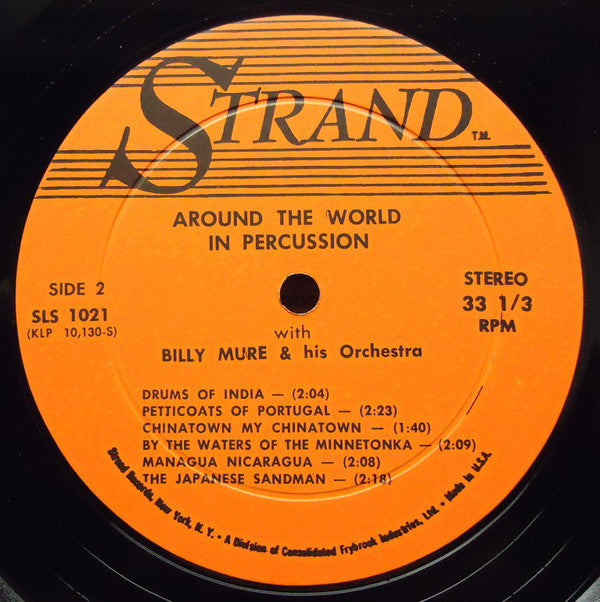 STRAND T.M.
AROUND THE WORLD
IN PERCUSSION
SIDE 2
SLS 1021
(KLP 10,130-S)
STEREO
33 1/3
RPM
with
BILLY MURE & his Orchestra
DRUMS OF INDIA — (2:04)
PETTICOATS OF PORTUGAL — (2:23)
CHINATOWN MY CHINATOWN — (1:40)
BY THE WATERS OF THE MINNETONKA — (2:09)
MANAGUA NICARAGUA — (2:08)
THE JAPANESE SANDMAN — (2:18)
Strand Records, New York, N. Y. • A Division of Consolidated Frybrook Industries, Ltd. • Made in U.S.A.